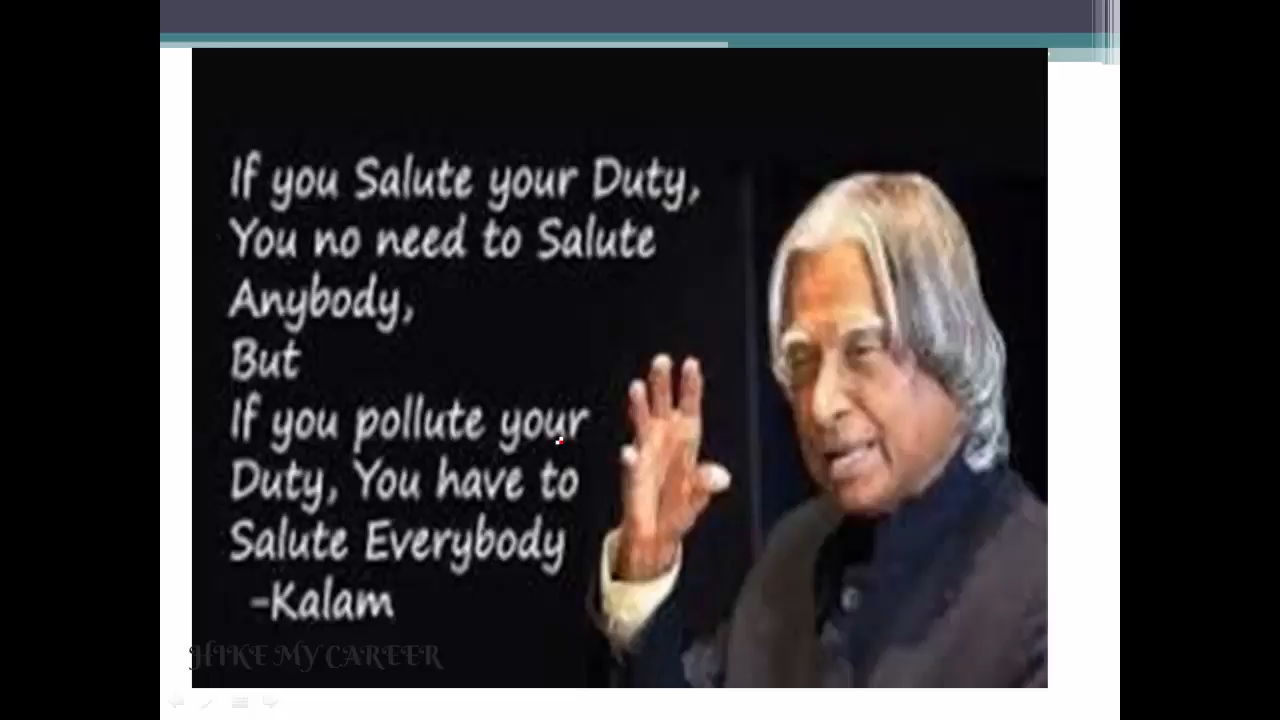 If you Salute your Duty,
You no need to Salute
Anybody,
But
If you pollute your
Duty, You have to
Salute Everybody
-Kalam
HIKE MY CAREER